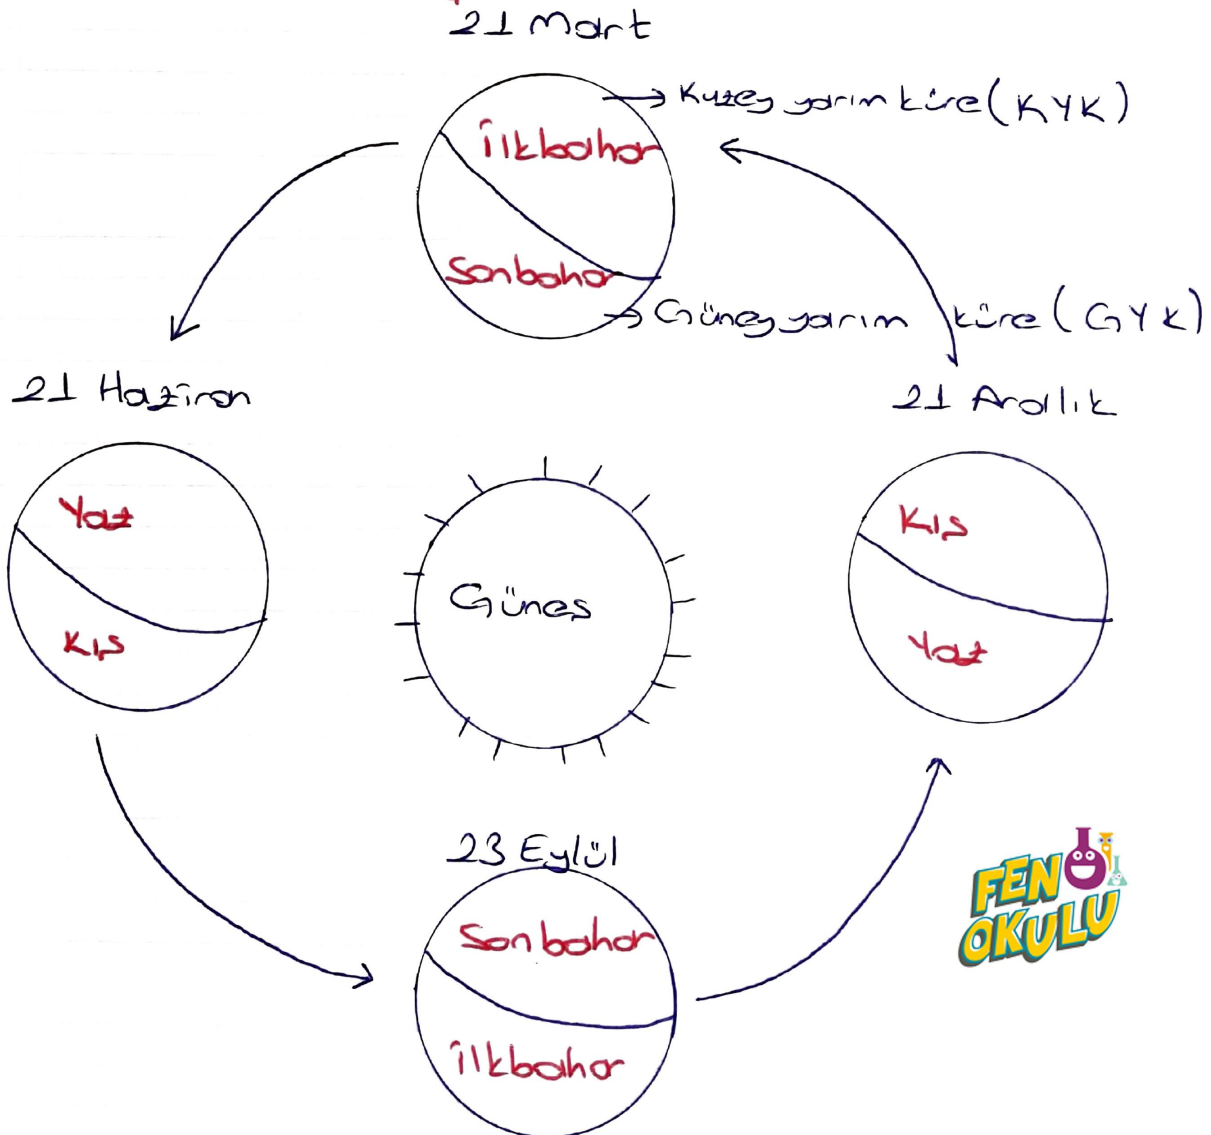 21 Mart
Kuzey yarım küre (KYK)
İlkbahar
Sonbahar
Güney yarım küre (GYK)
21 Haziran
21 Aralık
Yaz
Kış
Güneş
Kış
Yaz
23 Eylül
Sonbahar
İlkbahar
FEN
OKULU